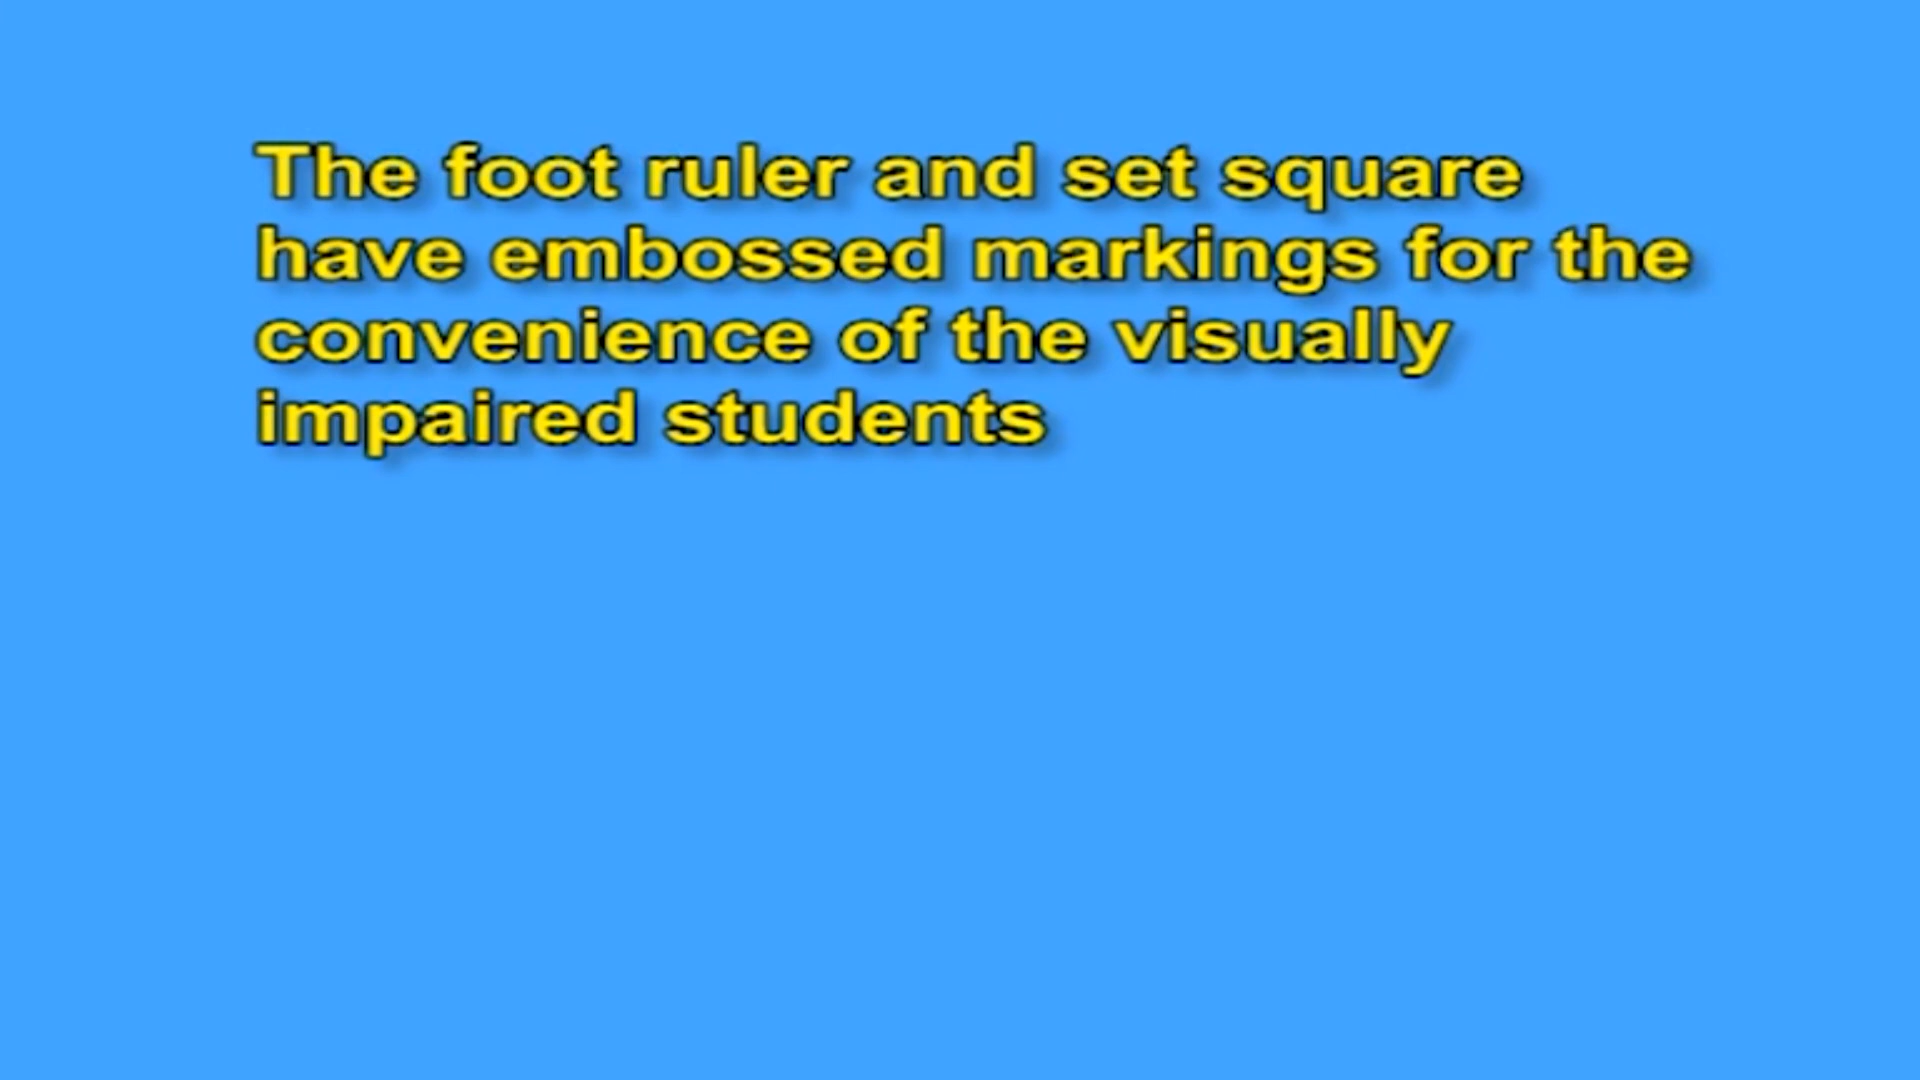 The foot ruler and set square
have embossed markings for the
convenience of the visually
impaired students